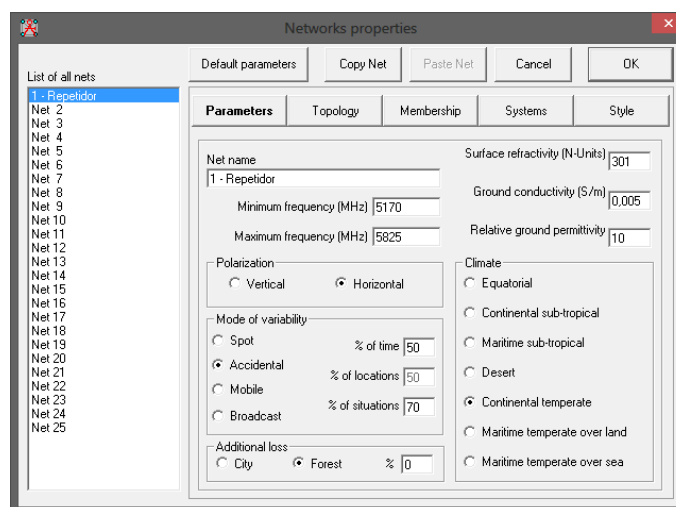 Networks properties
Default parameters Copy Net Paste Net Cancel OK
List of all nets
1 - Repetidor
Net 2
Net 3
Net 4
Net 5
Net 6
Net 7
Net 8
Net 9
Net 10
Net 11
Net 12
Net 13
Net 14
Net 15
Net 16
Net 17
Net 18
Net 19
Net 20
Net 21
Net 22
Net 23
Net 24
Net 25
Parameters Topology Membership Systems Style
Net name
1 - Repetidor
Minimum frequency (MHz) 5170
Maximum frequency (MHz) 5825
Surface refractivity (N-Units) 301
Ground conductivity (S/m) 0,005
Relative ground permittivity 10
Polarization
Vertical Horizontal
Mode of variability
Spot
Accidental
Mobile
Broadcast
% of time 50
% of locations 50
% of situations 70
Additional loss
City Forest % 0
Climate
Equatorial
Continental sub-tropical
Maritime sub-tropical
Desert
Continental temperate
Maritime temperate over land
Maritime temperate over sea